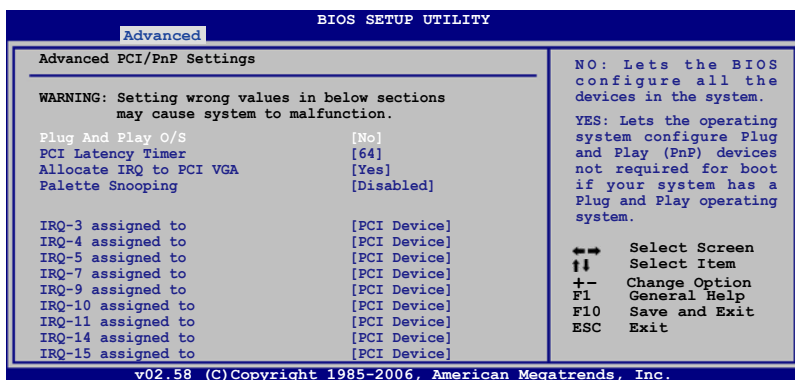 BIOS SETUP UTILITY
Advanced
Advanced PCI/PnP Settings
WARNING: Setting wrong values in below sections
may cause system to malfunction.
Plug And Play O/S [No]
PCI Latency Timer [64]
Allocate IRQ to PCI VGA [Yes]
Palette Snooping [Disabled]
IRQ-3 assigned to [PCI Device]
IRQ-4 assigned to [PCI Device]
IRQ-5 assigned to [PCI Device]
IRQ-7 assigned to [PCI Device]
IRQ-9 assigned to [PCI Device]
IRQ-10 assigned to [PCI Device]
IRQ-11 assigned to [PCI Device]
IRQ-14 assigned to [PCI Device]
IRQ-15 assigned to [PCI Device]
NO: Lets the BIOS
configure all the
devices in the system.
YES: Lets the operating
system configure Plug
and Play (PnP) devices
not required for boot
if your system has a
Plug and Play operating
system.
←→ Select Screen
↑↓ Select Item
+- Change Option
F1 General Help
F10 Save and Exit
ESC Exit
v02.58 (C)Copyright 1985-2006, American Megatrends, Inc.